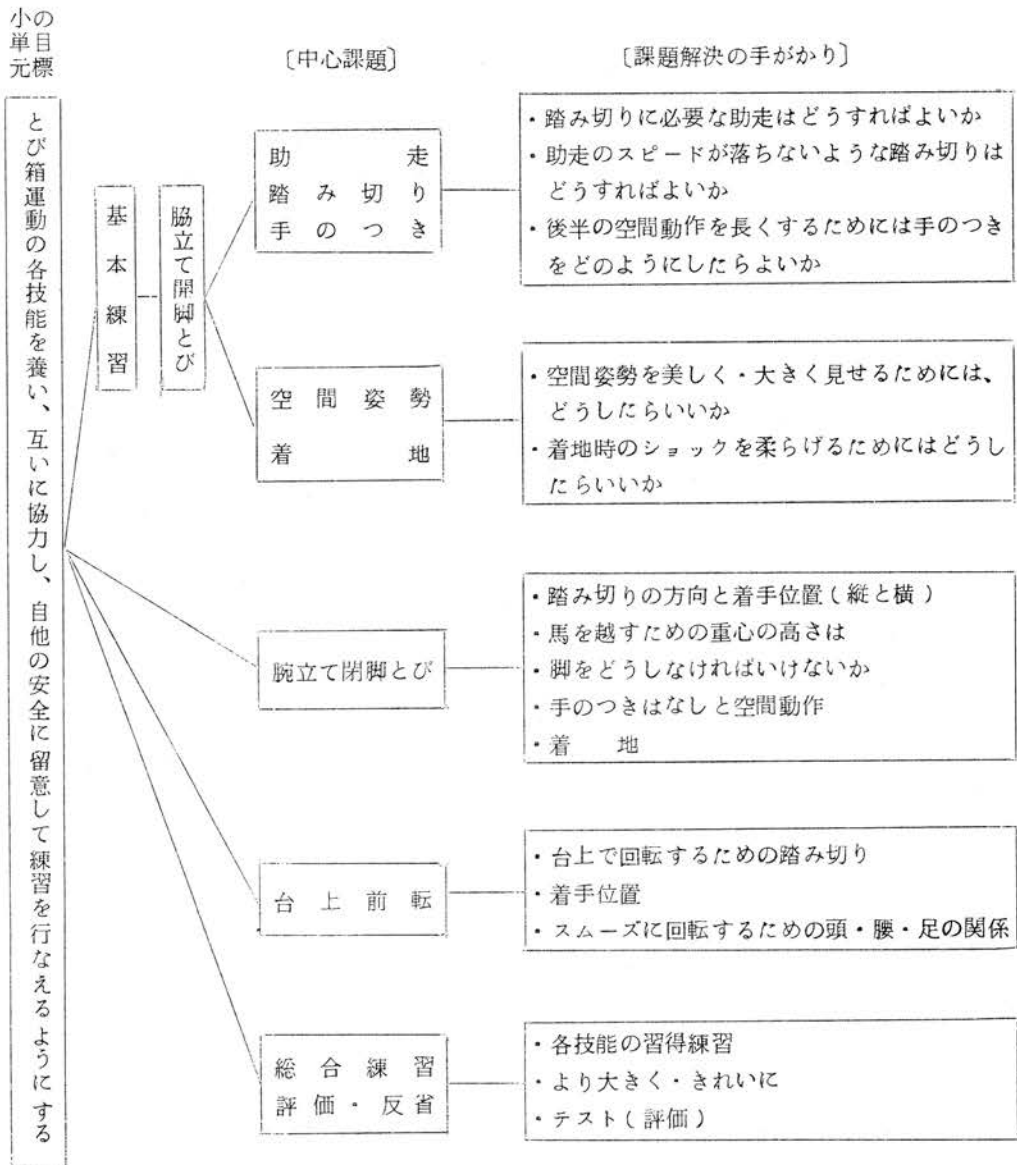 小単元の目標
〔中心課題〕
〔課題解決の手がかり〕
とび箱運動の各技能を養い、互いに協力し、自他の安全に留意して練習を行なえるようにする
基本練習
脇立て開脚とび
助走
踏み切り
手のつき
・踏み切りに必要な助走はどうすればよいか
・助走のスピードが落ちないような踏み切りは
どうすればよいか
・後半の空間動作を長くするためには手のつき
をどのようにしたらよいか
空間姿勢
着地
・空間姿勢を美しく・大きく見せるためには、
どうしたらいいか
・着地時のショックを柔らげるためにはどうし
たらいいか
腕立て閉脚とび
・踏み切りの方向と着手位置(縦と横)
・馬を越すための重心の高さは
・脚をどうしなければいけないか
・手のつきはなしと空間動作
・着　地
台上前転
・台上で回転するための踏み切り
・着手位置
・スムーズに回転するための頭・腰・足の関係
総合練習
評価・反省
・各技能の習得練習
・より大きく・きれいに
・テスト(評価)